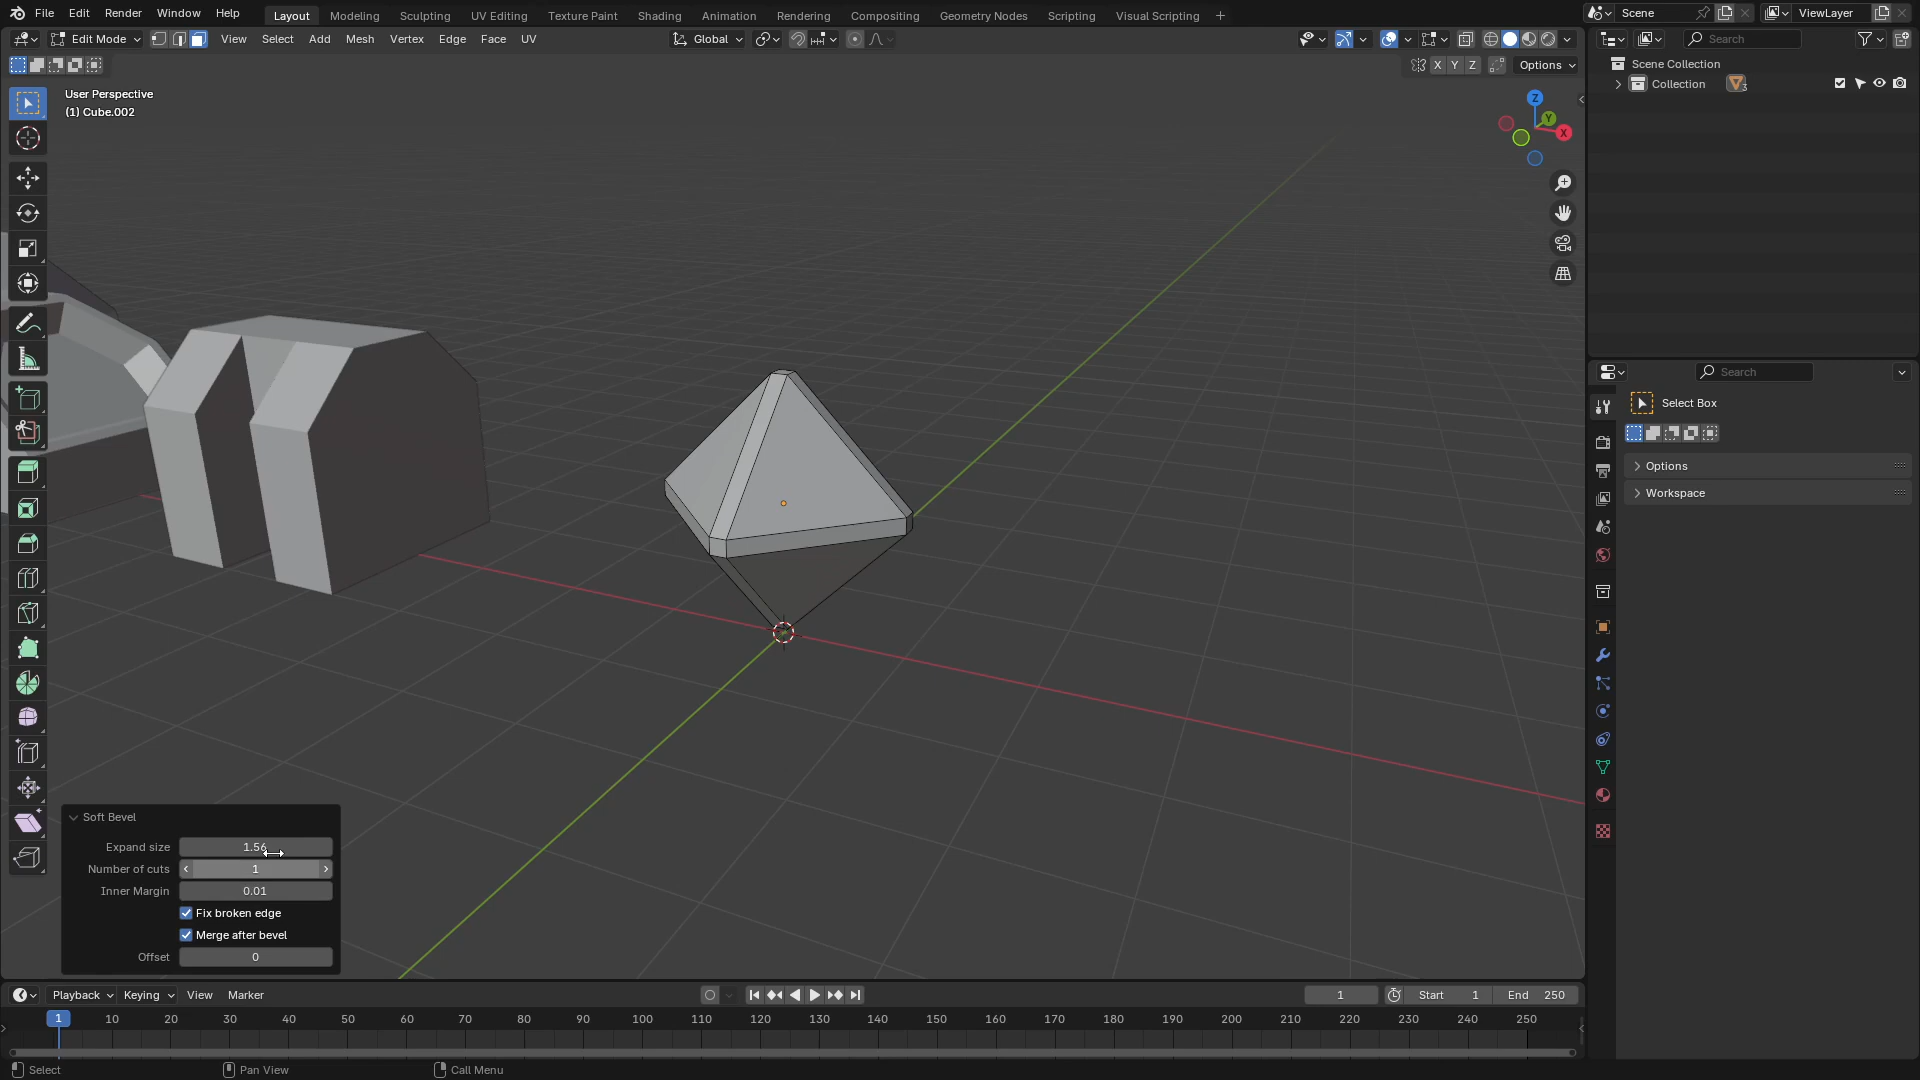 File Edit Render Window Help Layout Modeling Sculpting UV Editing Texture Paint Shading Animation Rendering Compositing Geometry Nodes Scripting Visual Scripting + Scene ViewLayer
Edit Mode View Select Add Mesh Vertex Edge Face UV Global Search
X Y Z Options
User Perspective
(1) Cube.002
Z
Y
X
Scene Collection
Collection 3
Search
Select Box
Options
Workspace
Soft Bevel
Expand size 1.56
Number of cuts 1
Inner Margin 0.01
Fix broken edge
Merge after bevel
Offset 0
Playback Keying View Marker 1 Start 1 End 250
1 10 20 30 40 50 60 70 80 90 100 110 120 130 140 150 160 170 180 190 200 210 220 230 240 250
Select Pan View Call Menu